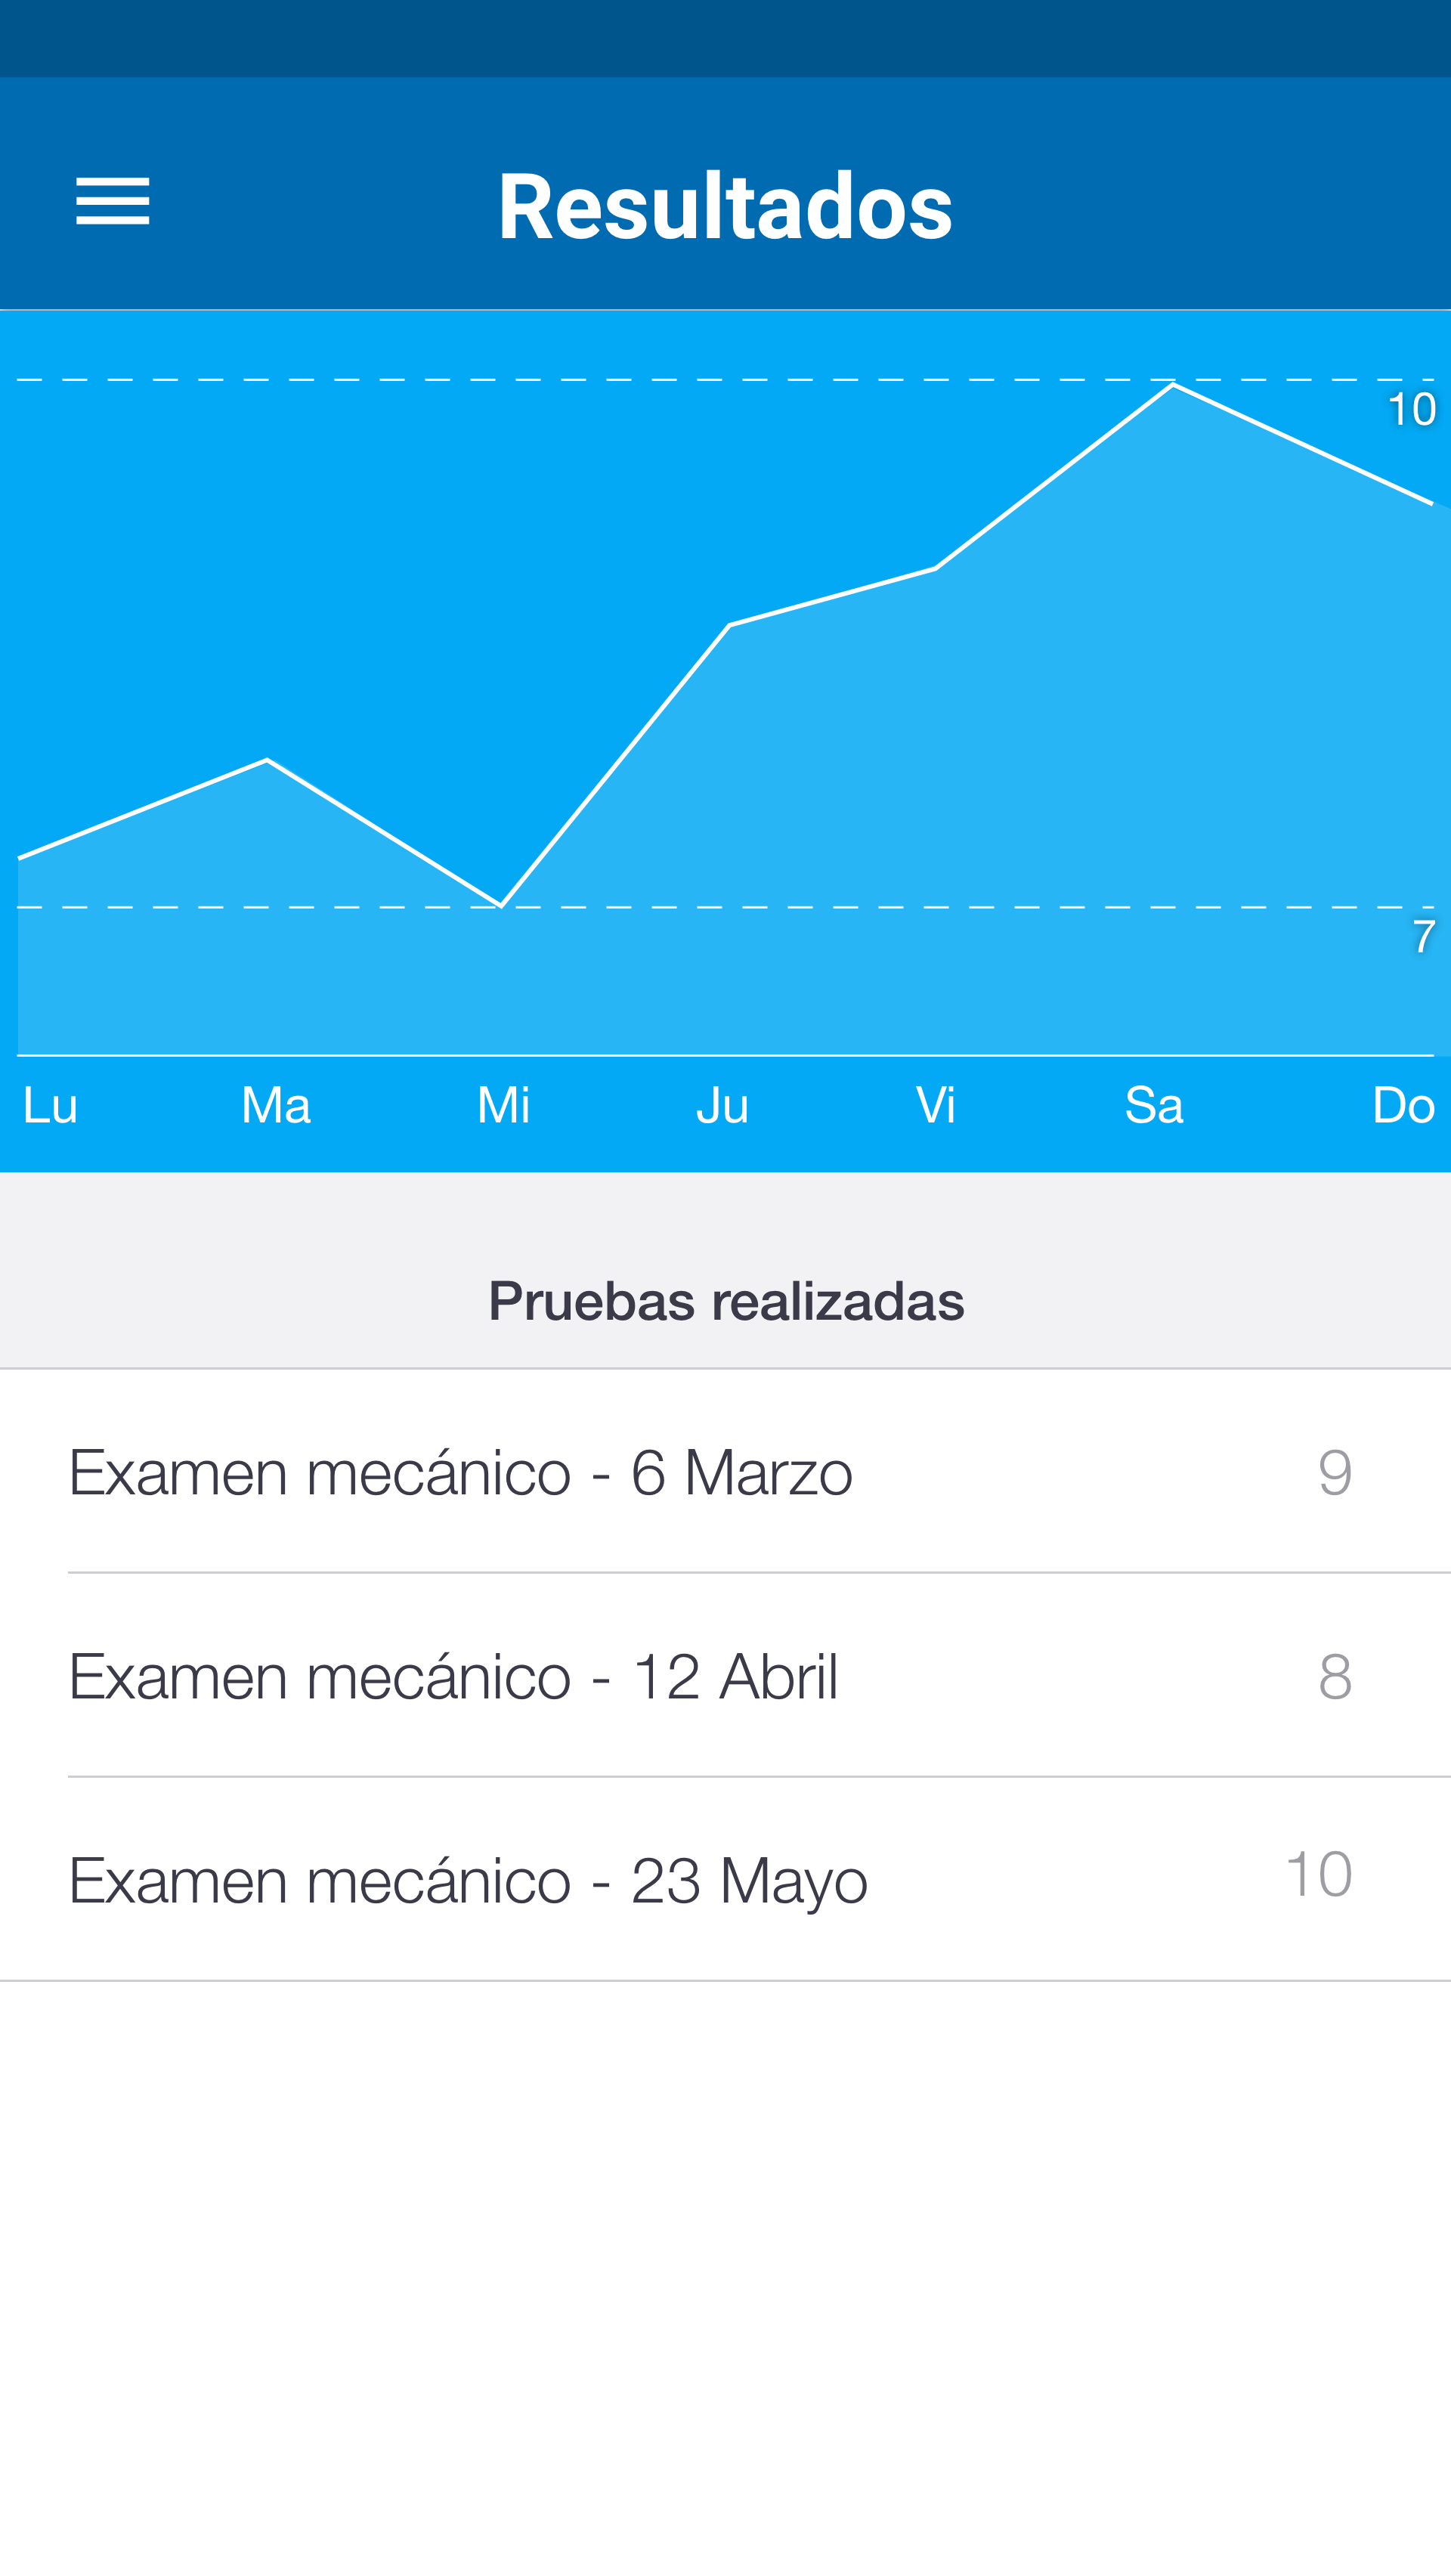 Resultados
10
7
Lu Ma Mi Ju Vi Sa Do
Pruebas realizadas
Examen mecánico - 6 Marzo 9
Examen mecánico - 12 Abril 8
Examen mecánico - 23 Mayo 10